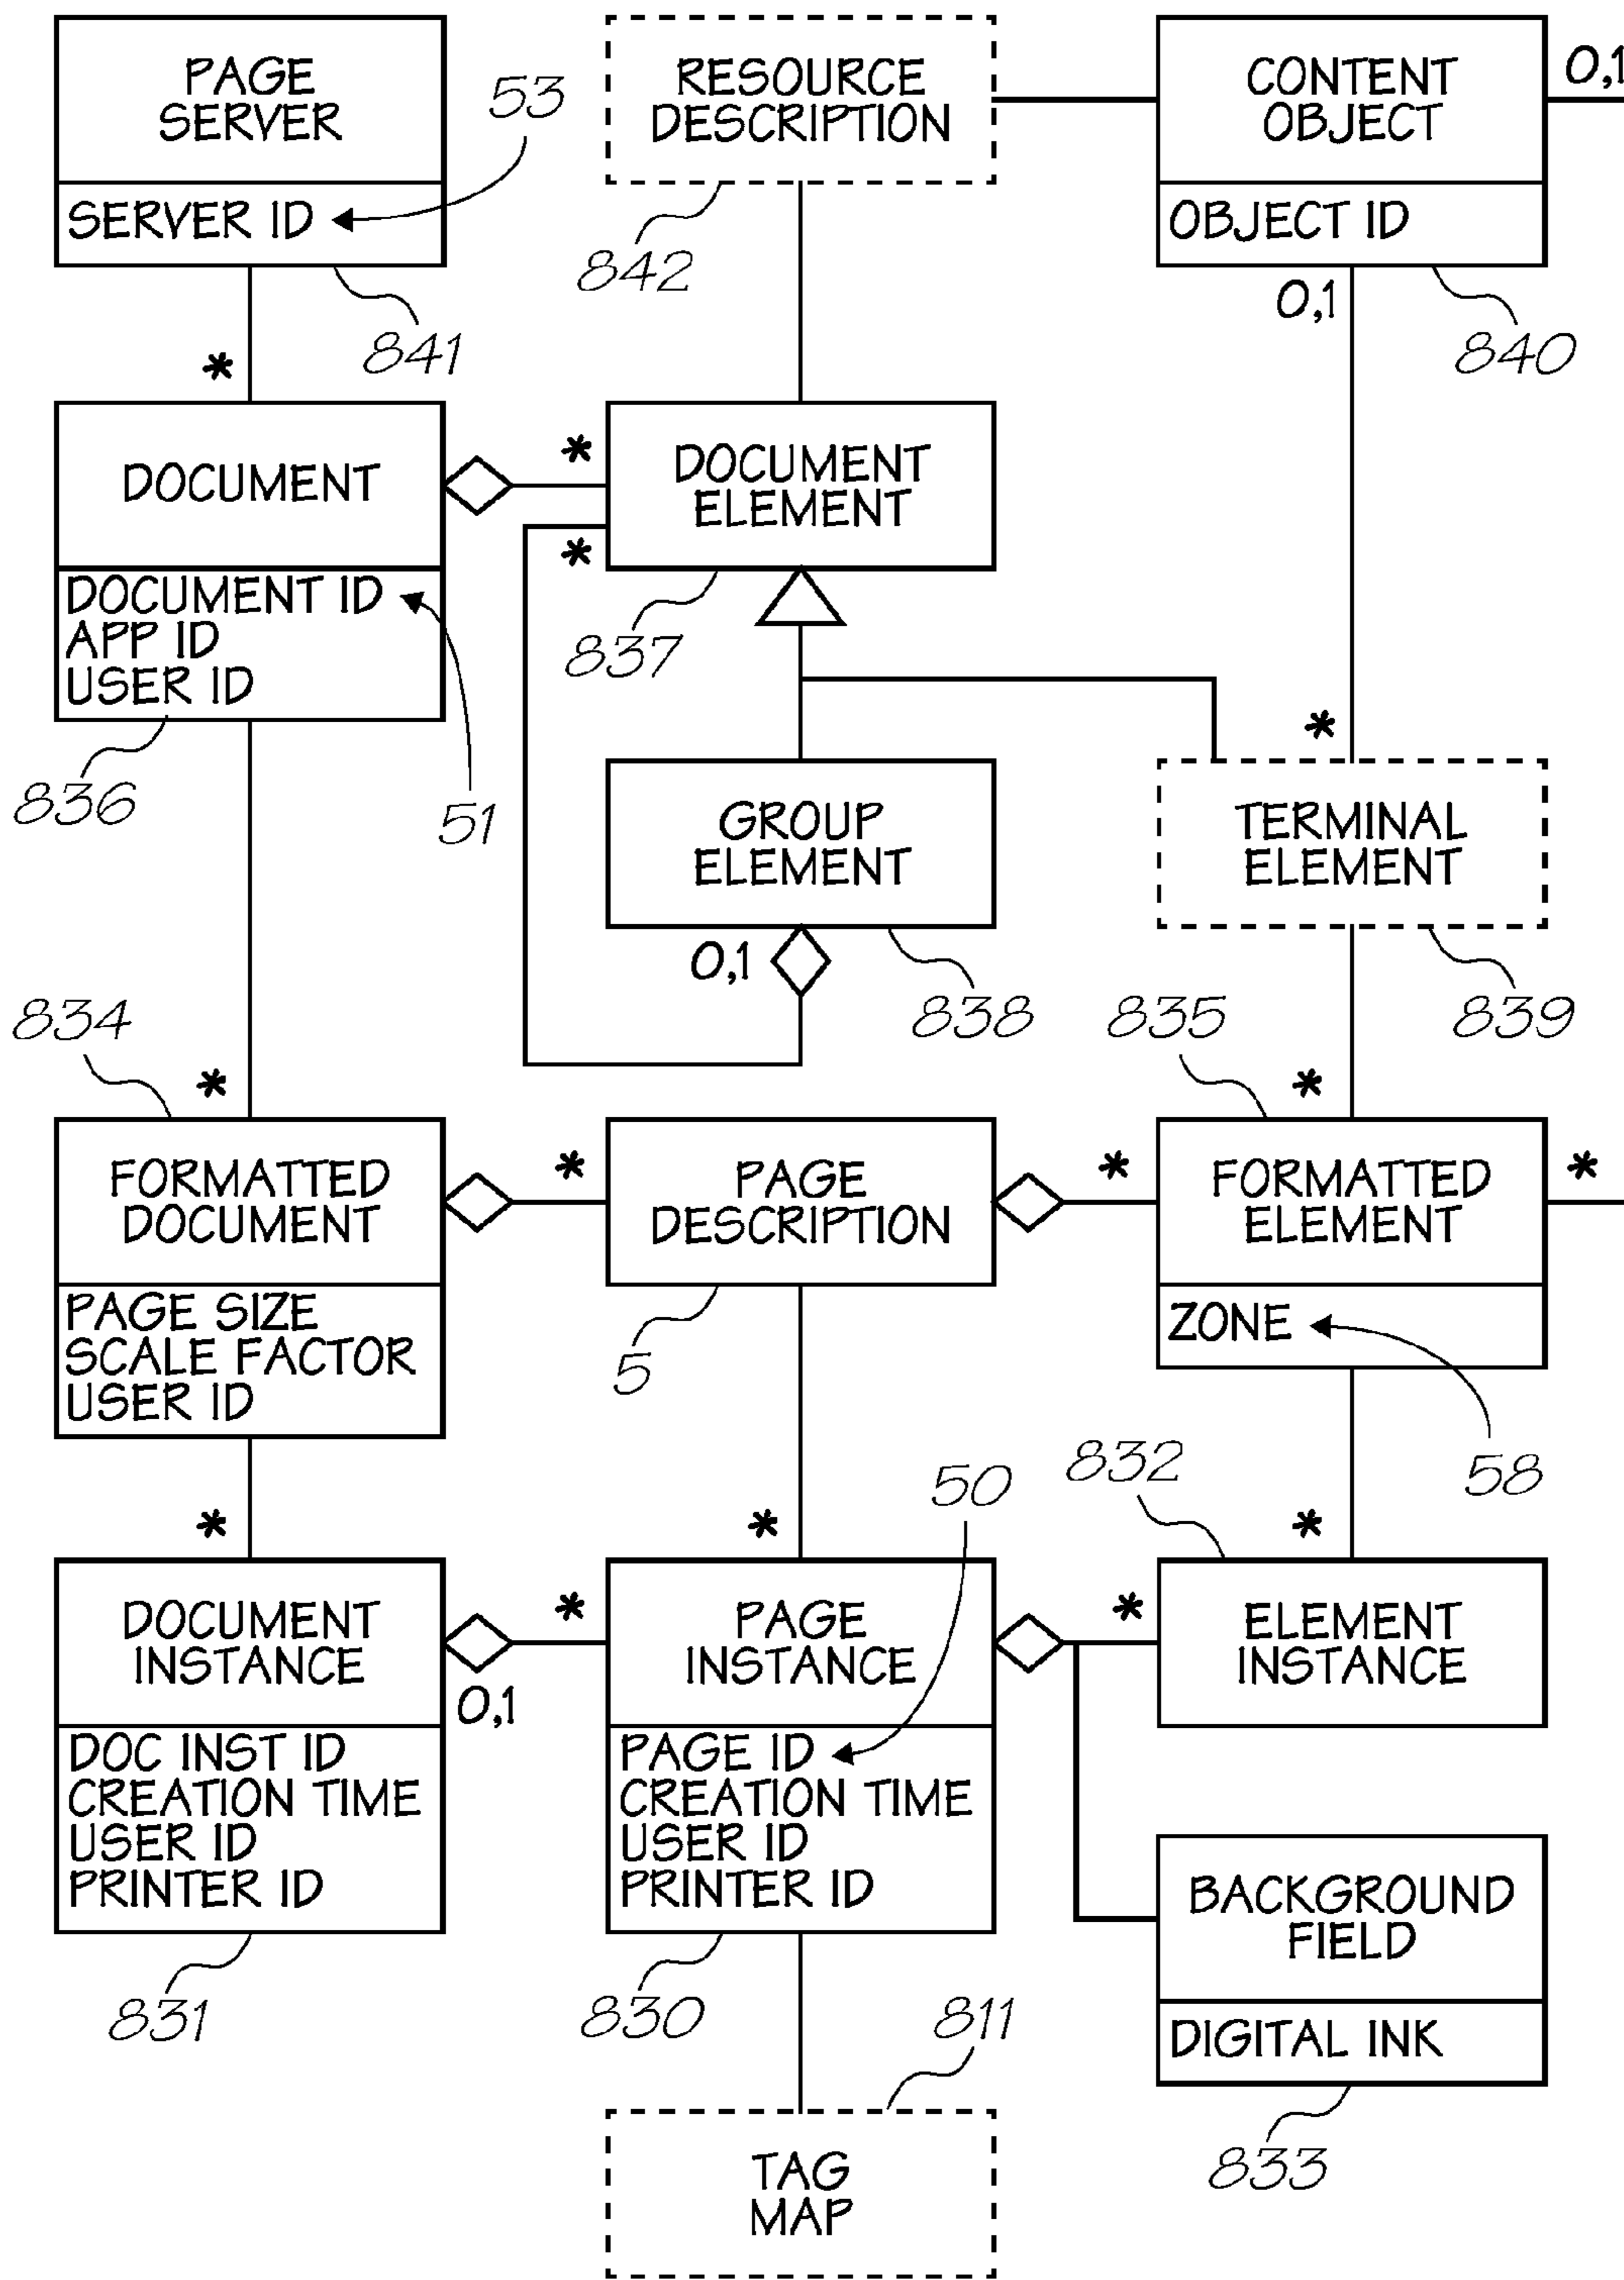 PAGE
SERVER
SERVER ID
53
841
RESOURCE
DESCRIPTION
842
CONTENT
OBJECT
OBJECT ID
0,1
0,1
840
*
DOCUMENT
DOCUMENT ID
APP ID
USER ID
836
51
*
*
DOCUMENT
ELEMENT
837
GROUP
ELEMENT
0,1
838
*
TERMINAL
ELEMENT
839
834
*
FORMATTED
DOCUMENT
PAGE SIZE
SCALE FACTOR
USER ID
*
PAGE
DESCRIPTION
5
835
*
*
FORMATTED
ELEMENT
ZONE
*
58
*
DOCUMENT
INSTANCE
DOC INST ID
CREATION TIME
USER ID
PRINTER ID
831
0,1
*
*
50
PAGE
INSTANCE
PAGE ID
CREATION TIME
USER ID
PRINTER ID
830
832
*
*
ELEMENT
INSTANCE
BACKGROUND
FIELD
DIGITAL INK
833
811
TAG
MAP